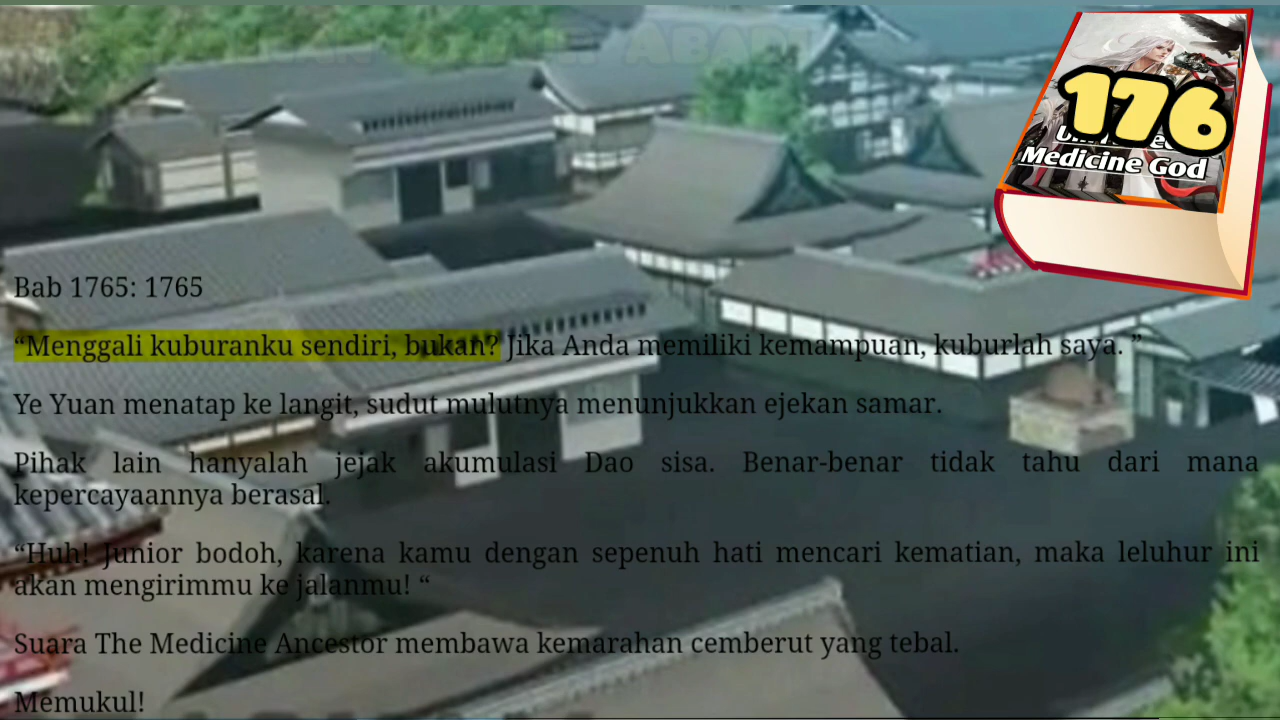 176
Medicine God
Bab 1765: 1765
“Menggali kuburanku sendiri, bukan? Jika Anda memiliki kemampuan, kuburlah saya. ”
Ye Yuan menatap ke langit, sudut mulutnya menunjukkan ejekan samar.
Pihak lain hanyalah jejak akumulasi Dao sisa. Benar-benar tidak tahu dari mana
kepercayaannya berasal.
“Huh! Junior bodoh, karena kamu dengan sepenuh hati mencari kematian, maka leluhur ini
akan mengirimmu ke jalanmu! “
Suara The Medicine Ancestor membawa kemarahan cemberut yang tebal.
Memukul!